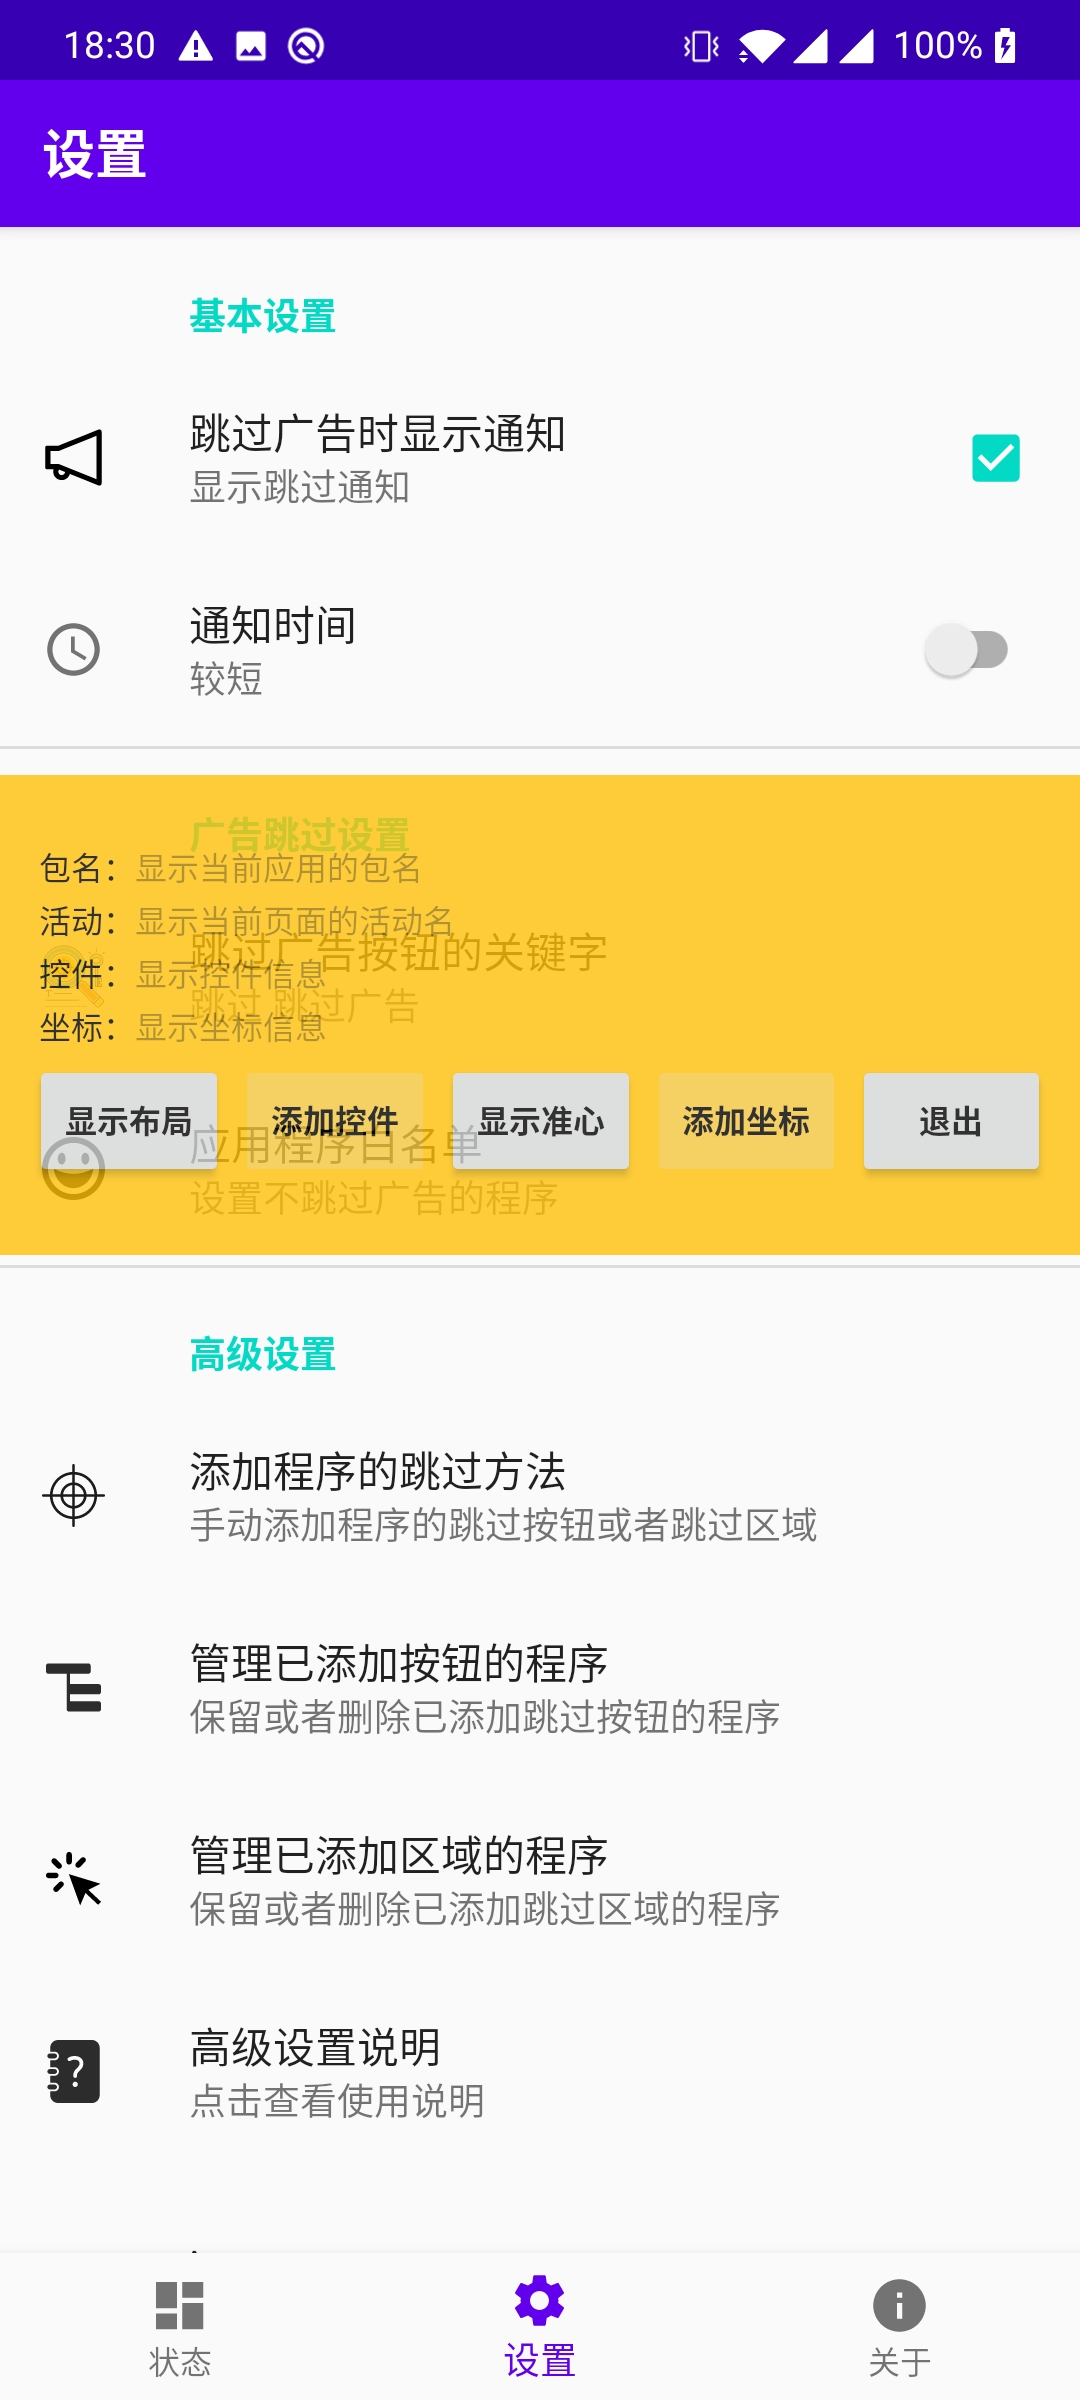 18:30
100%
设置
基本设置
跳过广告时显示通知
显示跳过通知
通知时间
较短
广告跳过设置
包名：显示当前应用的包名
活动：显示当前页面的活动名
跳过广告按钮的关键字
控件：显示控件信息
跳过 跳过广告
坐标：显示坐标信息
显示布局 添加控件 显示准心 添加坐标 退出
应用程序白名单
设置不跳过广告的程序
高级设置
添加程序的跳过方法
手动添加程序的跳过按钮或者跳过区域
管理已添加按钮的程序
保留或者删除已添加跳过按钮的程序
管理已添加区域的程序
保留或者删除已添加跳过区域的程序
高级设置说明
点击查看使用说明
状态 设置 关于